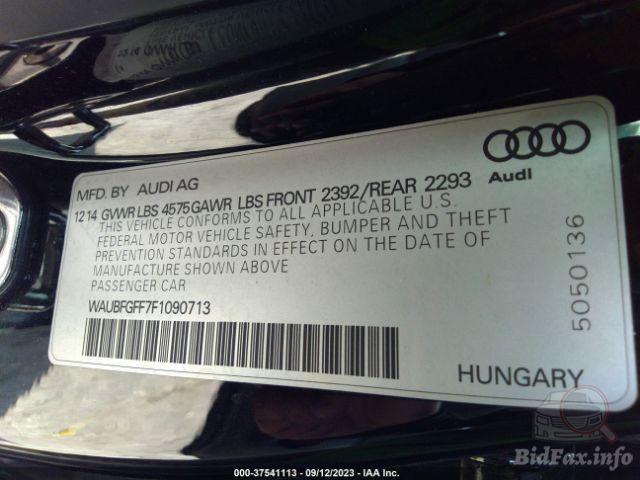 MFD. BY AUDI AG
Audi
12 14 GVWR LBS 4575 GAWR LBS FRONT 2392/REAR 2293
THIS VEHICLE CONFORMS TO ALL APPLICABLE U.S.
FEDERAL MOTOR VEHICLE SAFETY, BUMPER AND THEFT
PREVENTION STANDARDS IN EFFECT ON THE DATE OF
MANUFACTURE SHOWN ABOVE
PASSENGER CAR
WAUBFGFF7F1090713
5050136
HUNGARY
BidFax.info
000-37541113 - 09/12/2023 - IAA Inc.